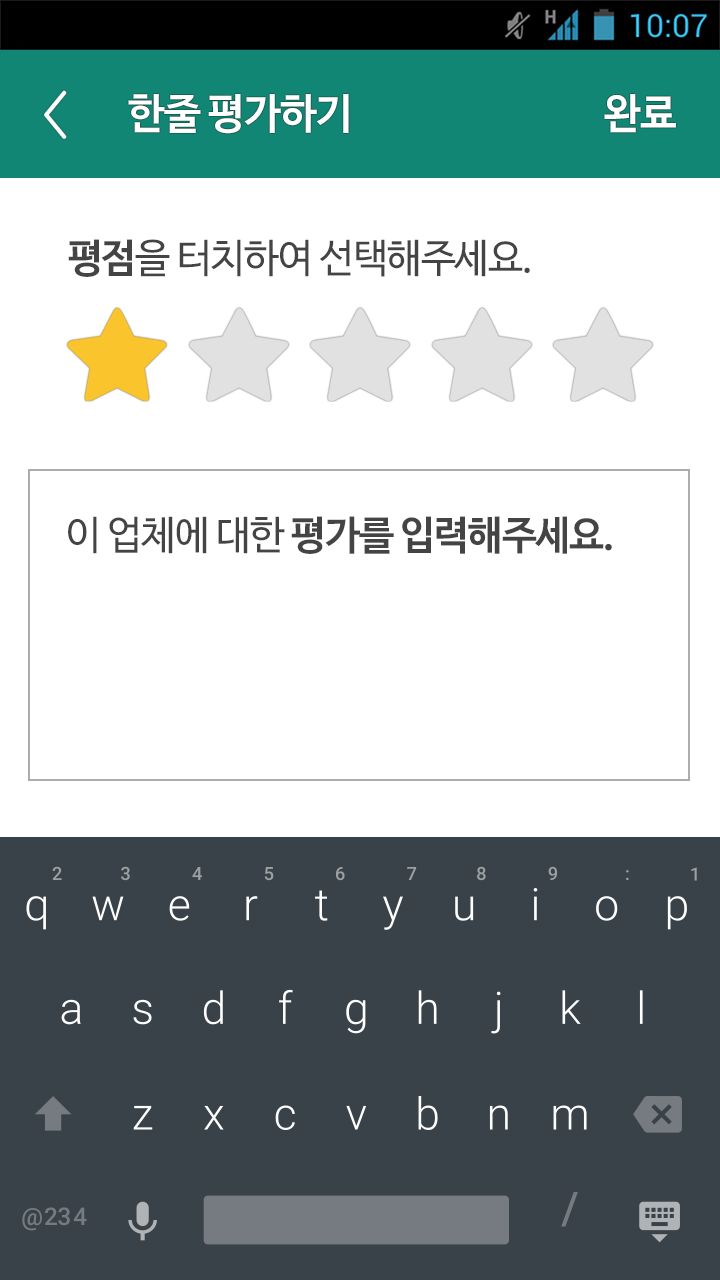 H 10:07
한줄 평가하기 완료
평점을 터치하여 선택해주세요.
이 업체에 대한 평가를 입력해주세요.
2 3 4 5 6 7 8 9 : 1
q w e r t y u i o p
a s d f g h j k l
z x c v b n m
@234 /